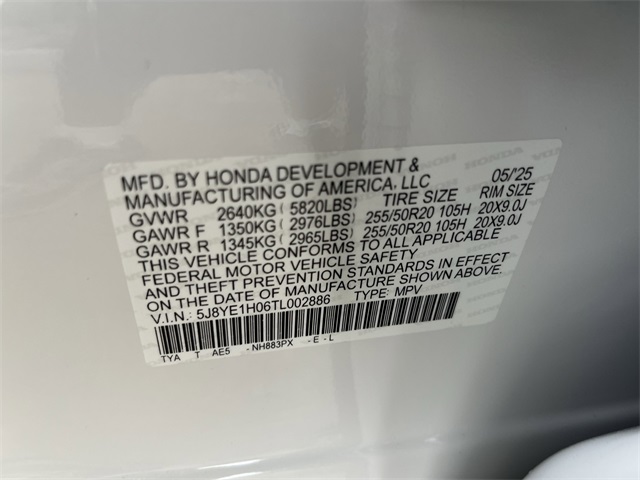 MFD. BY HONDA DEVELOPMENT & 05/'25
MANUFACTURING OF AMERICA, LLC
GVWR 2640KG( 5820LBS) TIRE SIZE RIM SIZE
GAWR F 1350KG( 2976LBS) 255/50R20 105H 20X9.0J
GAWR R 1345KG( 2965LBS) 255/50R20 105H 20X9.0J
THIS VEHICLE CONFORMS TO ALL APPLICABLE
FEDERAL MOTOR VEHICLE SAFETY
AND THEFT PREVENTION STANDARDS IN EFFECT
ON THE DATE OF MANUFACTURE SHOWN ABOVE.
V.I.N.: 5J8YE1H06TL002886 TYPE: MPV
TYA T AE5 -NH883PX -E-L